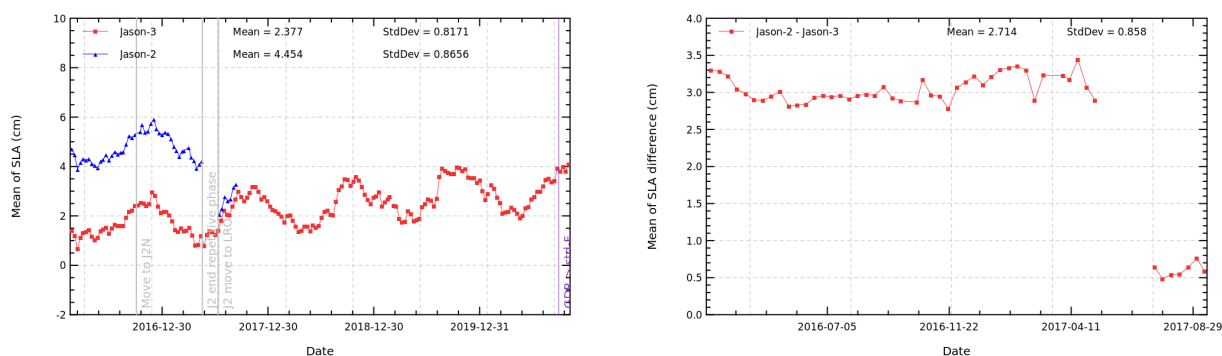 Mean of SLA (cm)
10
8
6
4
2
0
-2
Jason-3 Mean = 2.377 StdDev = 0.8171
Jason-2 Mean = 4.454 StdDev = 0.8656
Move to J2N
J2 end repetitive phase
J2 move to LRO
2016-12-30 2017-12-30 2018-12-30 2019-12-31
Date
Mean of SLA difference (cm)
4.0
3.5
3.0
2.5
2.0
1.5
1.0
0.5
0.0
Jason-2 - Jason-3 Mean = 2.714 StdDev = 0.858
2016-07-05 2016-11-22 2017-04-11 2017-08-29
Date